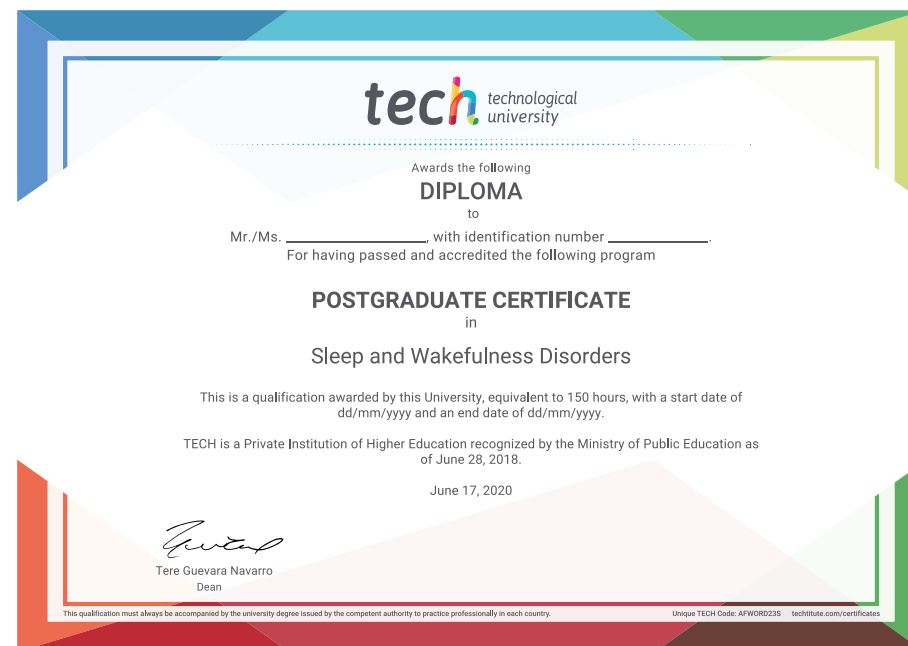 tech technological
university
Awards the following
DIPLOMA
to
Mr./Ms. ____________________, with identification number ______________.
For having passed and accredited the following program
POSTGRADUATE CERTIFICATE
in
Sleep and Wakefulness Disorders
This is a qualification awarded by this University, equivalent to 150 hours, with a start date of
dd/mm/yyyy and an end date of dd/mm/yyyy.
TECH is a Private Institution of Higher Education recognized by the Ministry of Public Education as
of June 28, 2018.
June 17, 2020
Tere Guevara Navarro
Dean
This qualification must always be accompanied by the university degree issued by the competent authority to practice professionally in each country. Unique TECH Code: AFWORD23S techtitute.com/certificates